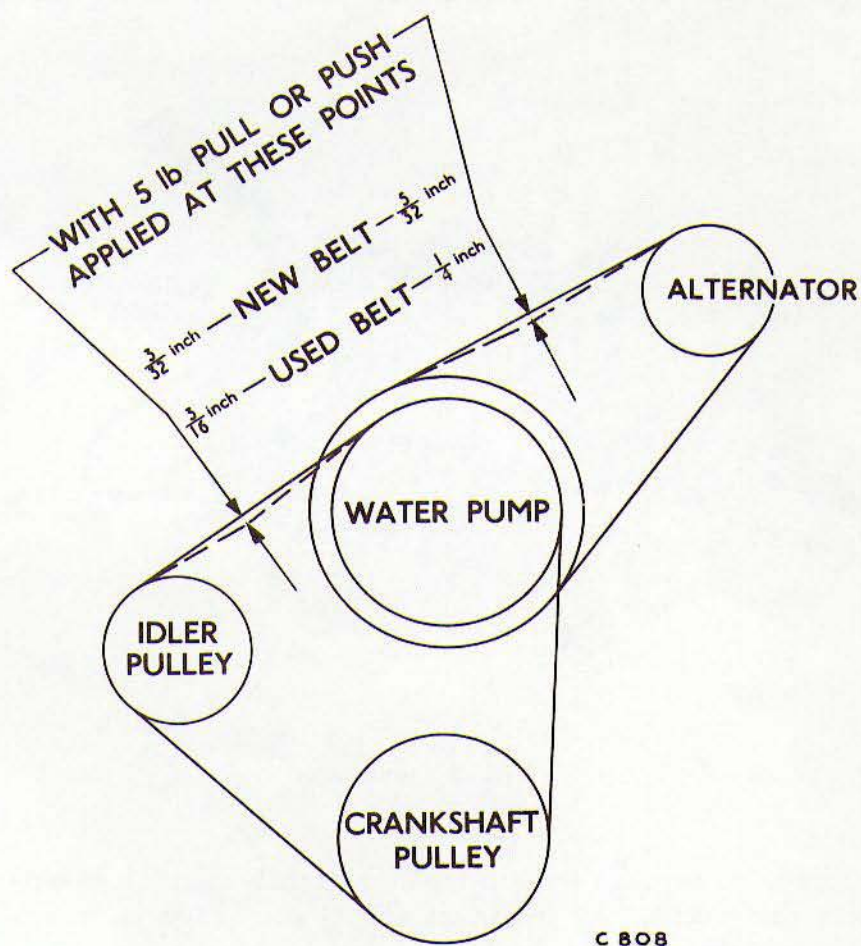 WITH 5 lb PULL OR PUSH
APPLIED AT THESE POINTS
3/32 inch — NEW BELT — 5/32 inch
3/16 inch — USED BELT — 1/4 inch
ALTERNATOR
WATER PUMP
IDLER
PULLEY
CRANKSHAFT
PULLEY
C 808